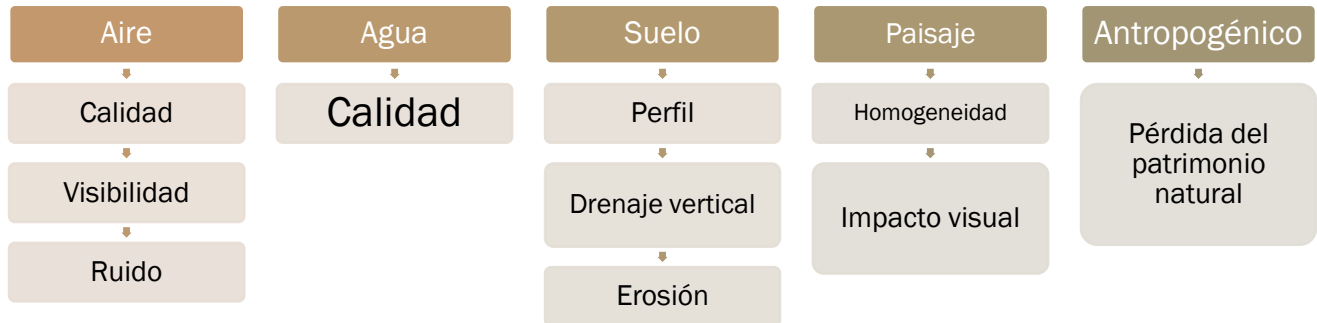 Aire
Calidad
Visibilidad
Ruido
Agua
Calidad
Suelo
Perfil
Drenaje vertical
Erosión
Paisaje
Homogeneidad
Impacto visual
Antropogénico
Pérdida del
patrimonio
natural